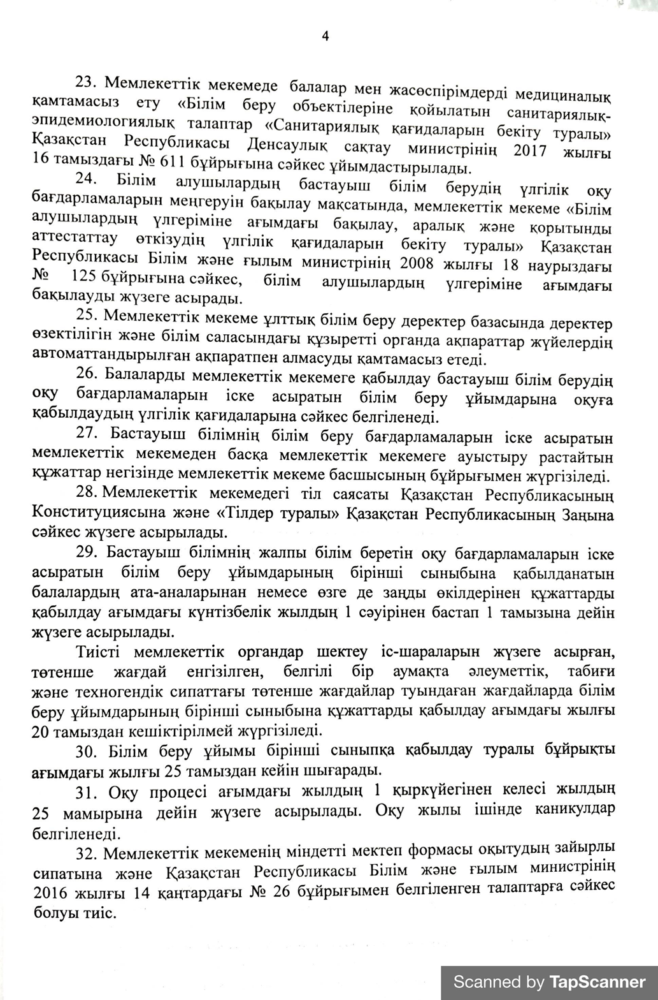 4
23. Мемлекеттік мекемеде балалар мен жасөспірімдерді медициналық
қамтамасыз ету «Білім беру объектілеріне қойылатын санитариялық-
эпидемиологиялық талаптар «Санитариялық қағидаларын бекіту туралы»
Қазақстан Республикасы Денсаулық сақтау министрінің 2017 жылғы
16 тамыздағы № 611 бұйрығына сәйкес ұйымдастырылады.
24. Білім алушылардың бастауыш білім берудің үлгілік оқу
бағдарламаларын меңгеруін бақылау мақсатында, мемлекеттік мекеме «Білім
алушылардың үлгеріміне ағымдағы бақылау, аралық және қорытынды
аттестаттау өткізудің үлгілік қағидаларын бекіту туралы» Қазақстан
Республикасы Білім және ғылым министрінің 2008 жылғы 18 наурыздағы
№ 125 бұйрығына сәйкес, білім алушылардың үлгеріміне ағымдағы
бақылауды жүзеге асырады.
25. Мемлекеттік мекеме ұлттық білім беру деректер базасында деректер
өзектілігін және білім саласындағы құзыретті органда ақпараттар жүйелердің
автоматтандырылған ақпаратпен алмасуды қамтамасыз етеді.
26. Балаларды мемлекеттік мекемеге қабылдау бастауыш білім берудің
оқу бағдарламаларын іске асыратын білім беру ұйымдарына оқуға
қабылдаудың үлгілік қағидаларына сәйкес белгіленеді.
27. Бастауыш білімнің білім беру бағдарламаларын іске асыратын
мемлекеттік мекемеден басқа мемлекеттік мекемеге ауыстыру растайтын
құжаттар негізінде мемлекеттік мекеме басшысының бұйрығымен жүргізіледі.
28. Мемлекеттік мекемедегі тіл саясаты Қазақстан Республикасының
Конституциясына және «Тілдер туралы» Қазақстан Республикасының Заңына
сәйкес жүзеге асырылады.
29. Бастауыш білімнің жалпы білім беретін оқу бағдарламаларын іске
асыратын білім беру ұйымдарының бірінші сыныбына қабылданатын
балалардың ата-аналарынан немесе өзге де заңды өкілдерінен құжаттарды
қабылдау ағымдағы күнтізбелік жылдың 1 сәуірінен бастап 1 тамызына дейін
жүзеге асырылады.
Тиісті мемлекеттік органдар шектеу іс-шараларын жүзеге асырған,
төтенше жағдай енгізілген, белгілі бір аумақта әлеуметтік, табиғи
және техногендік сипаттағы төтенше жағдайлар туындаған жағдайларда білім
беру ұйымдарының бірінші сыныбына құжаттарды қабылдау ағымдағы жылғы
20 тамыздан кешіктірілмей жүргізіледі.
30. Білім беру ұйымы бірінші сыныпқа қабылдау туралы бұйрықты
ағымдағы жылғы 25 тамыздан кейін шығарады.
31. Оқу процесі ағымдағы жылдың 1 қыркүйегінен келесі жылдың
25 мамырына дейін жүзеге асырылады. Оқу жылы ішінде каникулдар
белгіленеді.
32. Мемлекеттік мекеменің міндетті мектеп формасы оқытудың зайырлы
сипатына және Қазақстан Республикасы Білім және ғылым министрінің
2016 жылғы 14 қаңтардағы № 26 бұйрығымен белгіленген талаптарға сәйкес
болуы тиіс.
Scanned by TapScanner